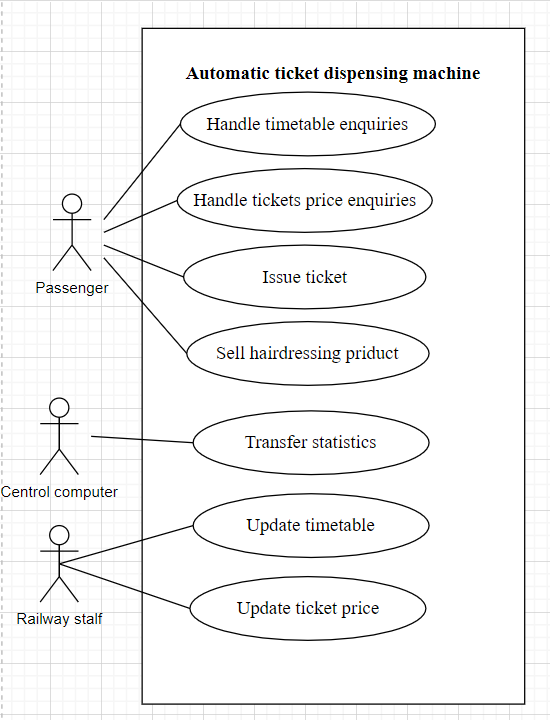 Automatic ticket dispensing machine
Handle timetable enquiries
Handle tickets price enquiries
Issue ticket
Passenger
Sell hairdressing priduct
Transfer statistics
Centrol computer
Update timetable
Update ticket price
Railway stalf